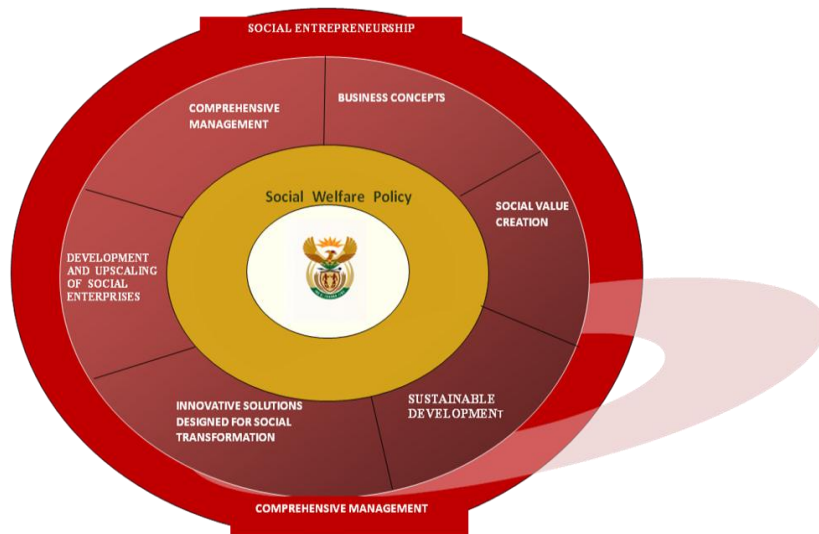 SOCIAL ENTREPRENEURSHIP
COMPREHENSIVE
MANAGEMENT
BUSINESS CONCEPTS
Social Welfare Policy
SOCIAL VALUE
CREATION
DEVELOPMENT
AND UPSCALING
OF SOCIAL
ENTERPRISES
INNOVATIVE SOLUTIONS
DESIGNED FOR SOCIAL
TRANSFORMATION
SUSTAINABLE
DEVELOPMENT
COMPREHENSIVE MANAGEMENT